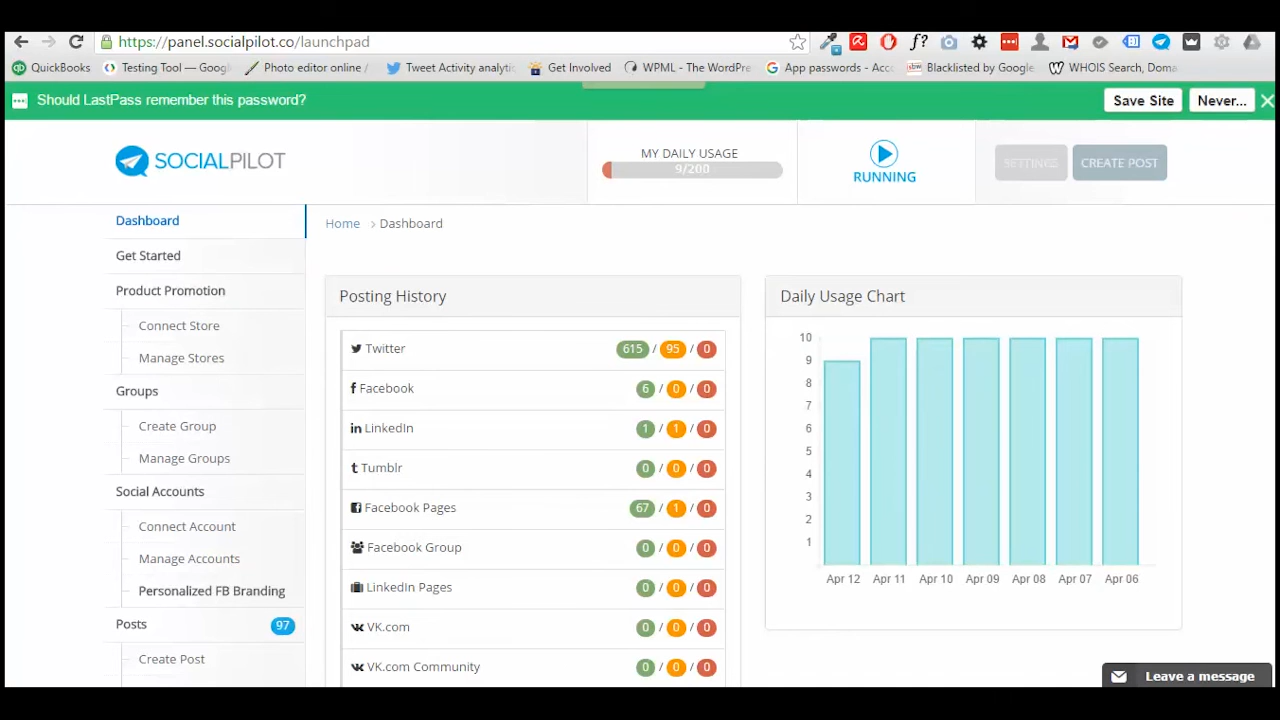 https://panel.socialpilot.co/launchpad
f?
QuickBooks Testing Tool — Goog Photo editor online / Tweet Activity analytic Get Involved WPML - The WordPre App passwords - Acc Blacklisted by Google WHOIS Search, Doma
Should LastPass remember this password? Save Site Never...
SOCIALPILOT
MY DAILY USAGE
9/200
RUNNING
SETTINGS
CREATE POST
Dashboard
Get Started
Product Promotion
Connect Store
Manage Stores
Groups
Create Group
Manage Groups
Social Accounts
Connect Account
Manage Accounts
Personalized FB Branding
Posts 97
Create Post
Home > Dashboard
Posting History
Twitter 615 / 95 / 0
Facebook 6 / 0 / 0
LinkedIn 1 / 1 / 0
Tumblr 0 / 0 / 0
Facebook Pages 67 / 1 / 0
Facebook Group 0 / 0 / 0
LinkedIn Pages 0 / 0 / 0
VK.com 0 / 0 / 0
VK.com Community 0 / 0 / 0
Daily Usage Chart
10
9
8
7
6
5
4
3
2
1
Apr 12 Apr 11 Apr 10 Apr 09 Apr 08 Apr 07 Apr 06
Leave a message